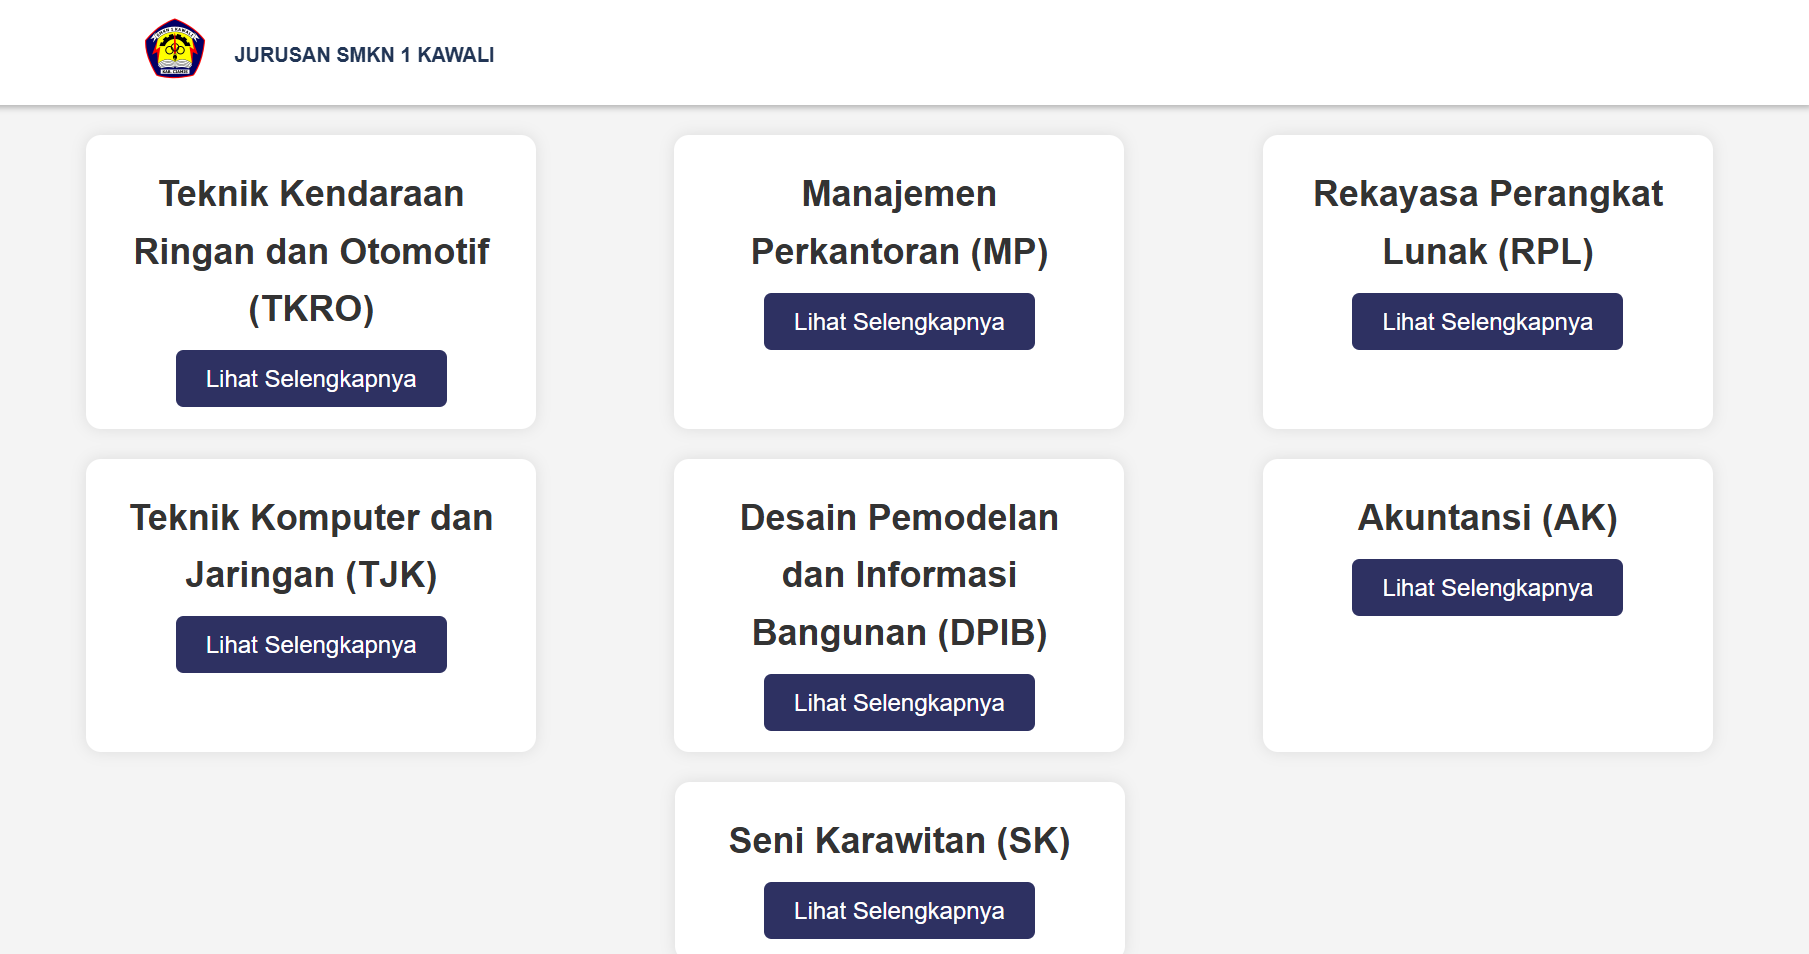 JURUSAN SMKN 1 KAWALI
Teknik Kendaraan
Ringan dan Otomotif
(TKRO)
Lihat Selengkapnya
Manajemen
Perkantoran (MP)
Lihat Selengkapnya
Rekayasa Perangkat
Lunak (RPL)
Lihat Selengkapnya
Teknik Komputer dan
Jaringan (TJK)
Lihat Selengkapnya
Desain Pemodelan
dan Informasi
Bangunan (DPIB)
Lihat Selengkapnya
Akuntansi (AK)
Lihat Selengkapnya
Seni Karawitan (SK)
Lihat Selengkapnya